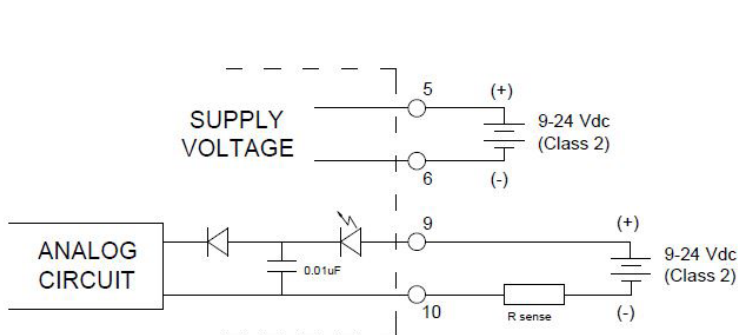 5
(+)
SUPPLY
VOLTAGE
9-24 Vdc
(Class 2)
6
(-)
9
(+)
ANALOG
CIRCUIT
0.01uF
9-24 Vdc
(Class 2)
10
R sense
(-)